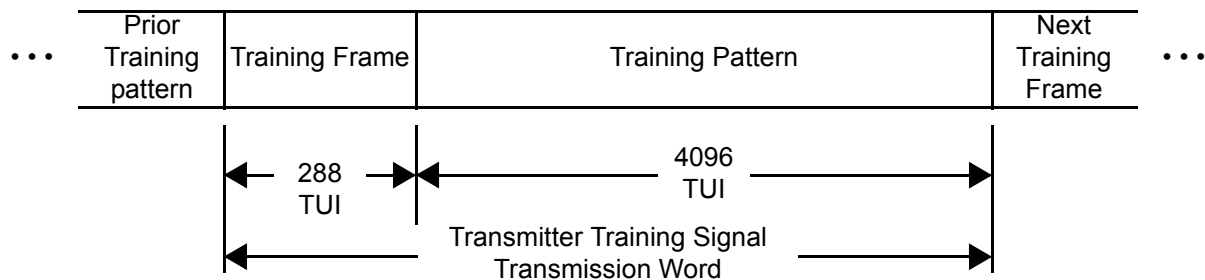 • • •
Prior
Training
pattern
Training Frame
Training Pattern
Next
Training
Frame
• • •
288
TUI
4096
TUI
Transmitter Training Signal
Transmission Word